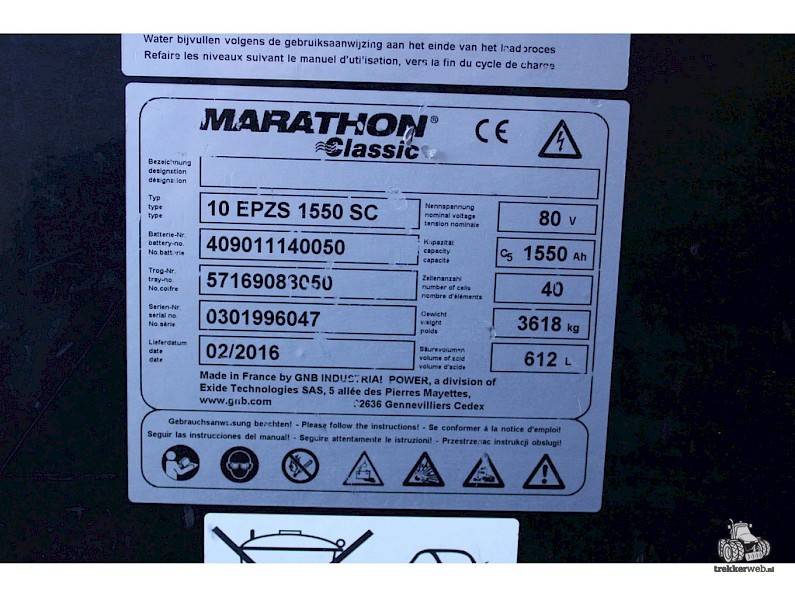 Water bijvullen volgens de gebruiksaanwijzing aan het einde van het laadproces
Refaire les niveaux suivant le manuel d'utilisation, vers la fin du cycle de charge
MARATHON®
Classic
CE
Bezeichnung
designation
désignation
Typ
type
type
10 EPZS 1550 SC
Nennspannung
nominal voltage
tension nominale
80 V
Batterie-Nr.
battery-no.
No.batterie
409011140050
Kapazität
capacity
capacité
C5 1550 Ah
Trog-Nr.
tray-no.
No.coffre
57169083050
Zellenanzahl
number of cells
nombre d'éléments
40
Serien-Nr.
serial no.
No.série
0301996047
Gewicht
weight
poids
3618 kg
Lieferdatum
date
date
02/2016
Säurevolumen
volume of acid
volume d'acide
612 L
Made in France by GNB INDUSTRIAL POWER, a division of
Exide Technologies SAS, 5 allée des Pierres Mayettes,
www.gnb.com 92636 Gennevilliers Cedex
Gebrauchsanweisung beachten! - Please follow the instructions! - Se conformer à la notice d'emploi!
Seguir las instrucciones del manual! - Seguire attentamente le istruzioni! - Przestrzegac instrukcji obslugi!
trekkerweb.nl